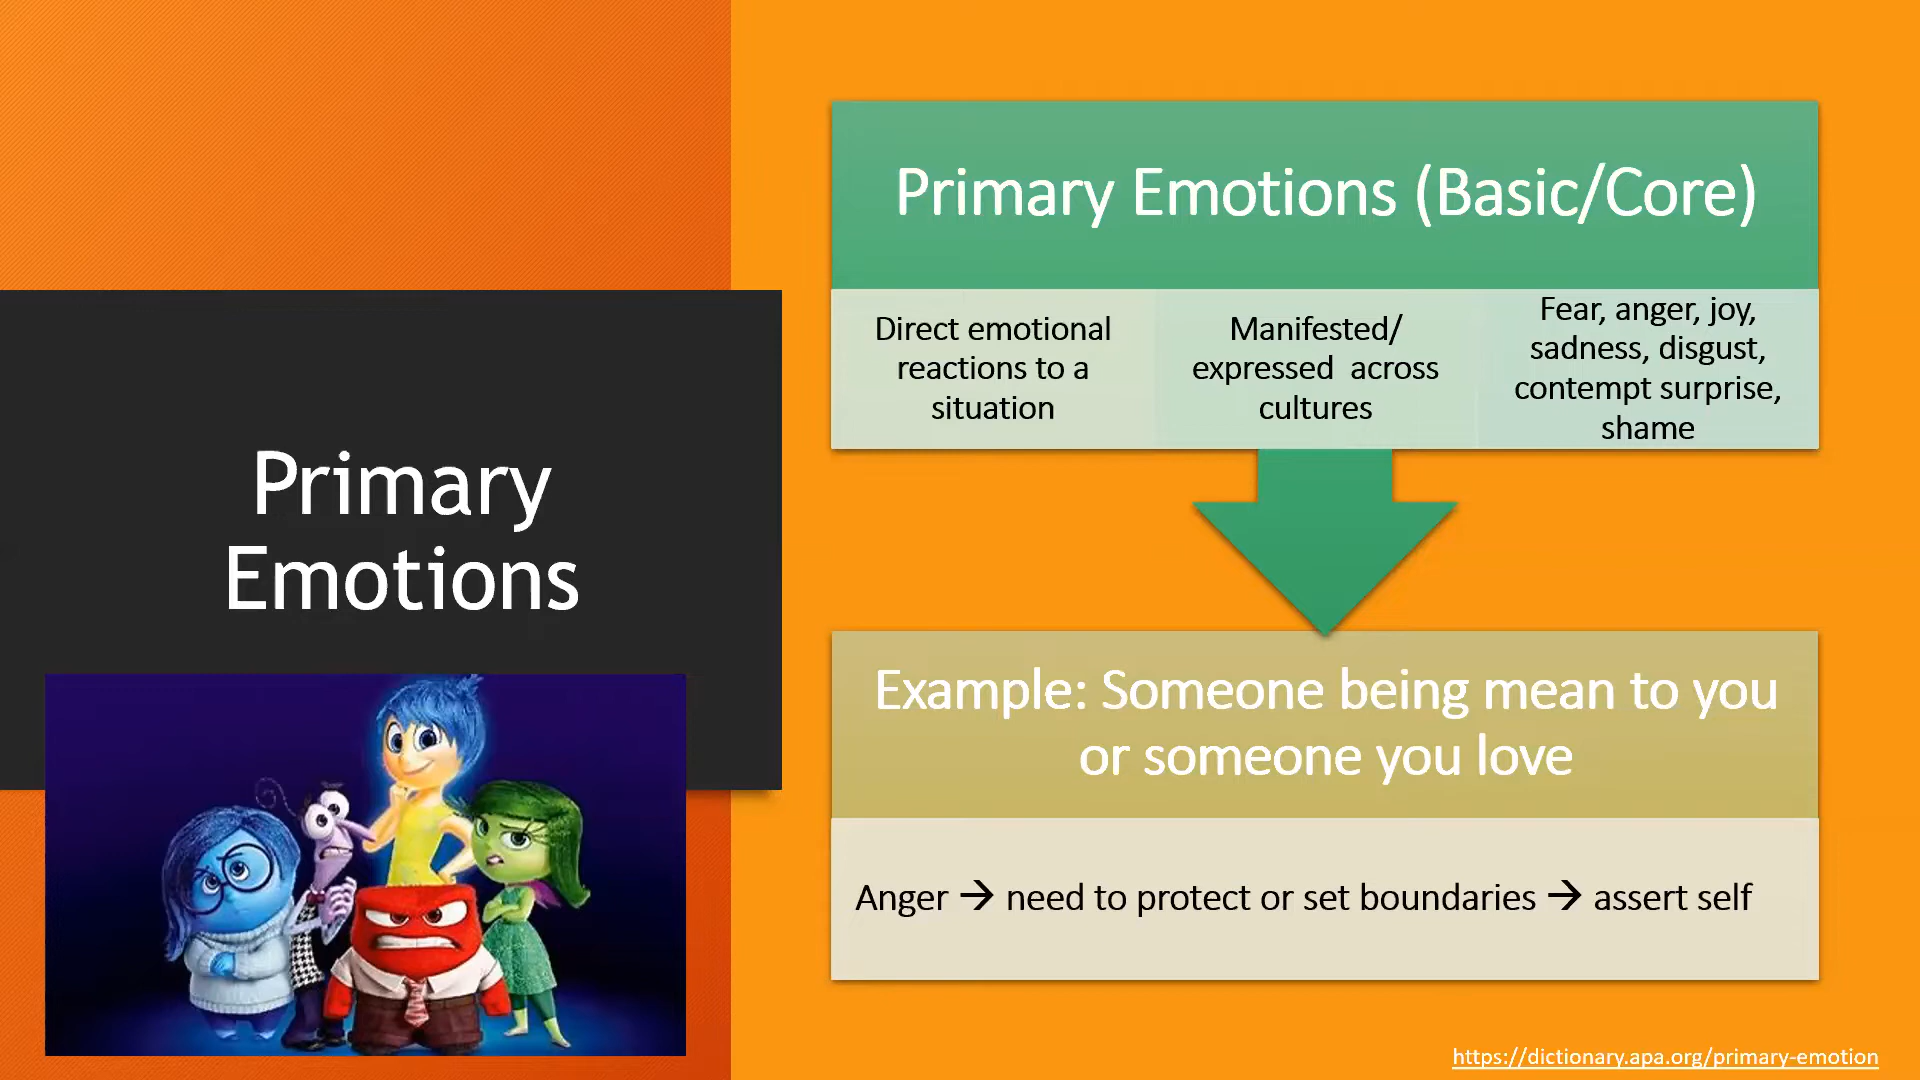 Primary
Emotions
Primary Emotions (Basic/Core)
Direct emotional
reactions to a
situation
Manifested/
expressed  across
cultures
Fear, anger, joy,
sadness, disgust,
contempt surprise,
shame
Example: Someone being mean to you
or someone you love
Anger → need to protect or set boundaries → assert self
https://dictionary.apa.org/primary-emotion